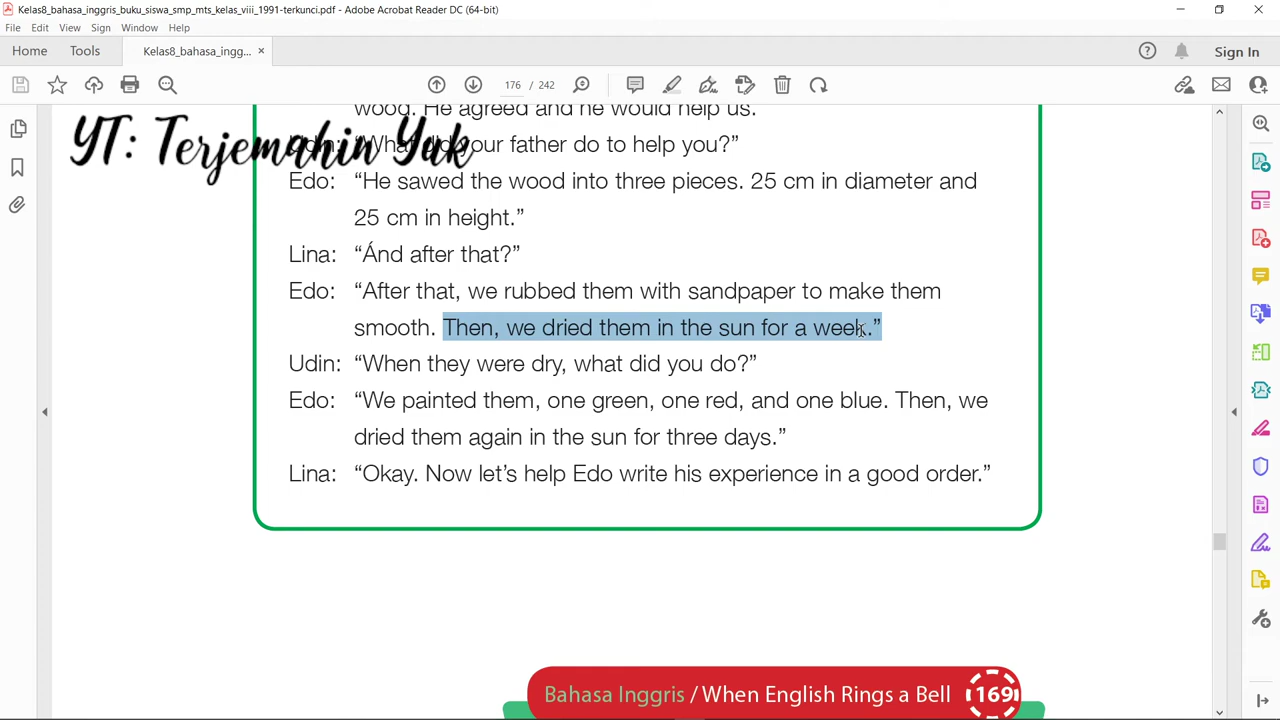 Kelas8_bahasa_inggris_buku_siswa_smp_mts_kelas_viii_1991-terkunci.pdf - Adobe Acrobat Reader DC (64-bit)
File Edit View Sign Window Help
Home Tools Kelas8_bahasa_ingg... × Sign In
176 / 242
wood. He agreed and he would help us.
YT: Terjemahin Yuk
Udin: “What did your father do to help you?”
Edo: “He sawed the wood into three pieces. 25 cm in diameter and
25 cm in height.”
Lina: “Ánd after that?”
Edo: “After that, we rubbed them with sandpaper to make them
smooth. Then, we dried them in the sun for a week.”
Udin: “When they were dry, what did you do?”
Edo: “We painted them, one green, one red, and one blue. Then, we
dried them again in the sun for three days.”
Lina: “Okay. Now let’s help Edo write his experience in a good order.”
Bahasa Inggris / When English Rings a Bell 169